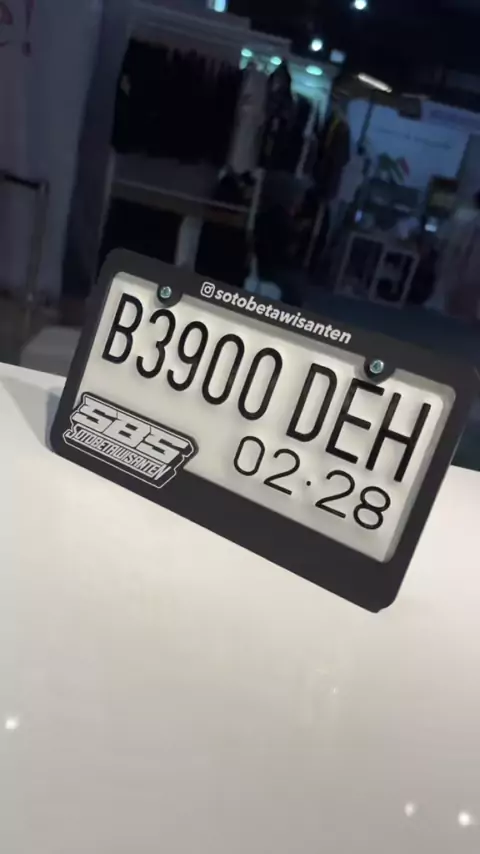 sotobetawisanten
B3900 DEH
02·28
SBS
SOTOBETAWISANTEN